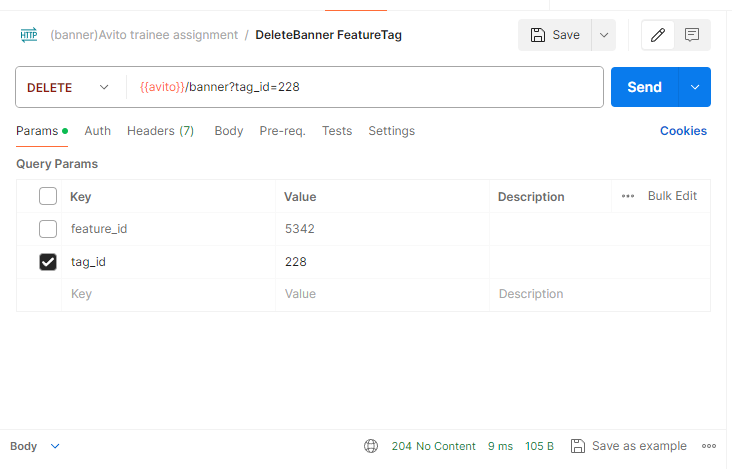 HTTP (banner)Avito trainee assignment / DeleteBanner FeatureTag Save
DELETE {{avito}}/banner?tag_id=228 Send
Params Auth Headers (7) Body Pre-req. Tests Settings Cookies
Query Params
Key Value Description Bulk Edit
feature_id 5342
tag_id 228
Key Value Description
Body 204 No Content 9 ms 105 B Save as example